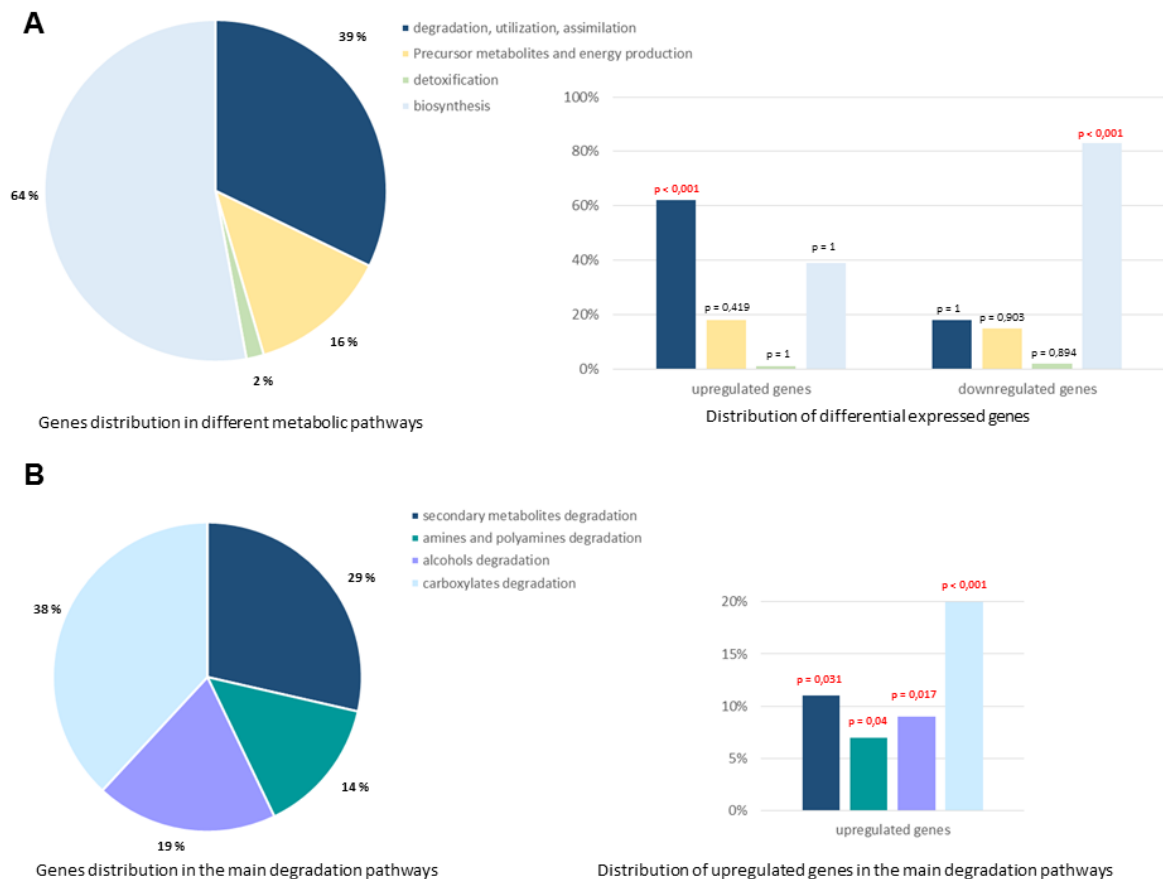 A
39 %
64 %
16 %
2 %
degradation, utilization, assimilation
Precursor metabolites and energy production
detoxification
biosynthesis
Genes distribution in different metabolic pathways
100%
80%
60%
40%
20%
0%
p < 0,001
p = 0,419
p = 1
p = 1
p = 1
p = 0,903
p = 0,894
p < 0,001
upregulated genes
downregulated genes
Distribution of differential expressed genes
B
29 %
38 %
14 %
19 %
secondary metabolites degradation
amines and polyamines degradation
alcohols degradation
carboxylates degradation
Genes distribution in the main degradation pathways
20%
15%
10%
5%
0%
p = 0,031
p = 0,04
p = 0,017
p < 0,001
upregulated genes
Distribution of upregulated genes in the main degradation pathways